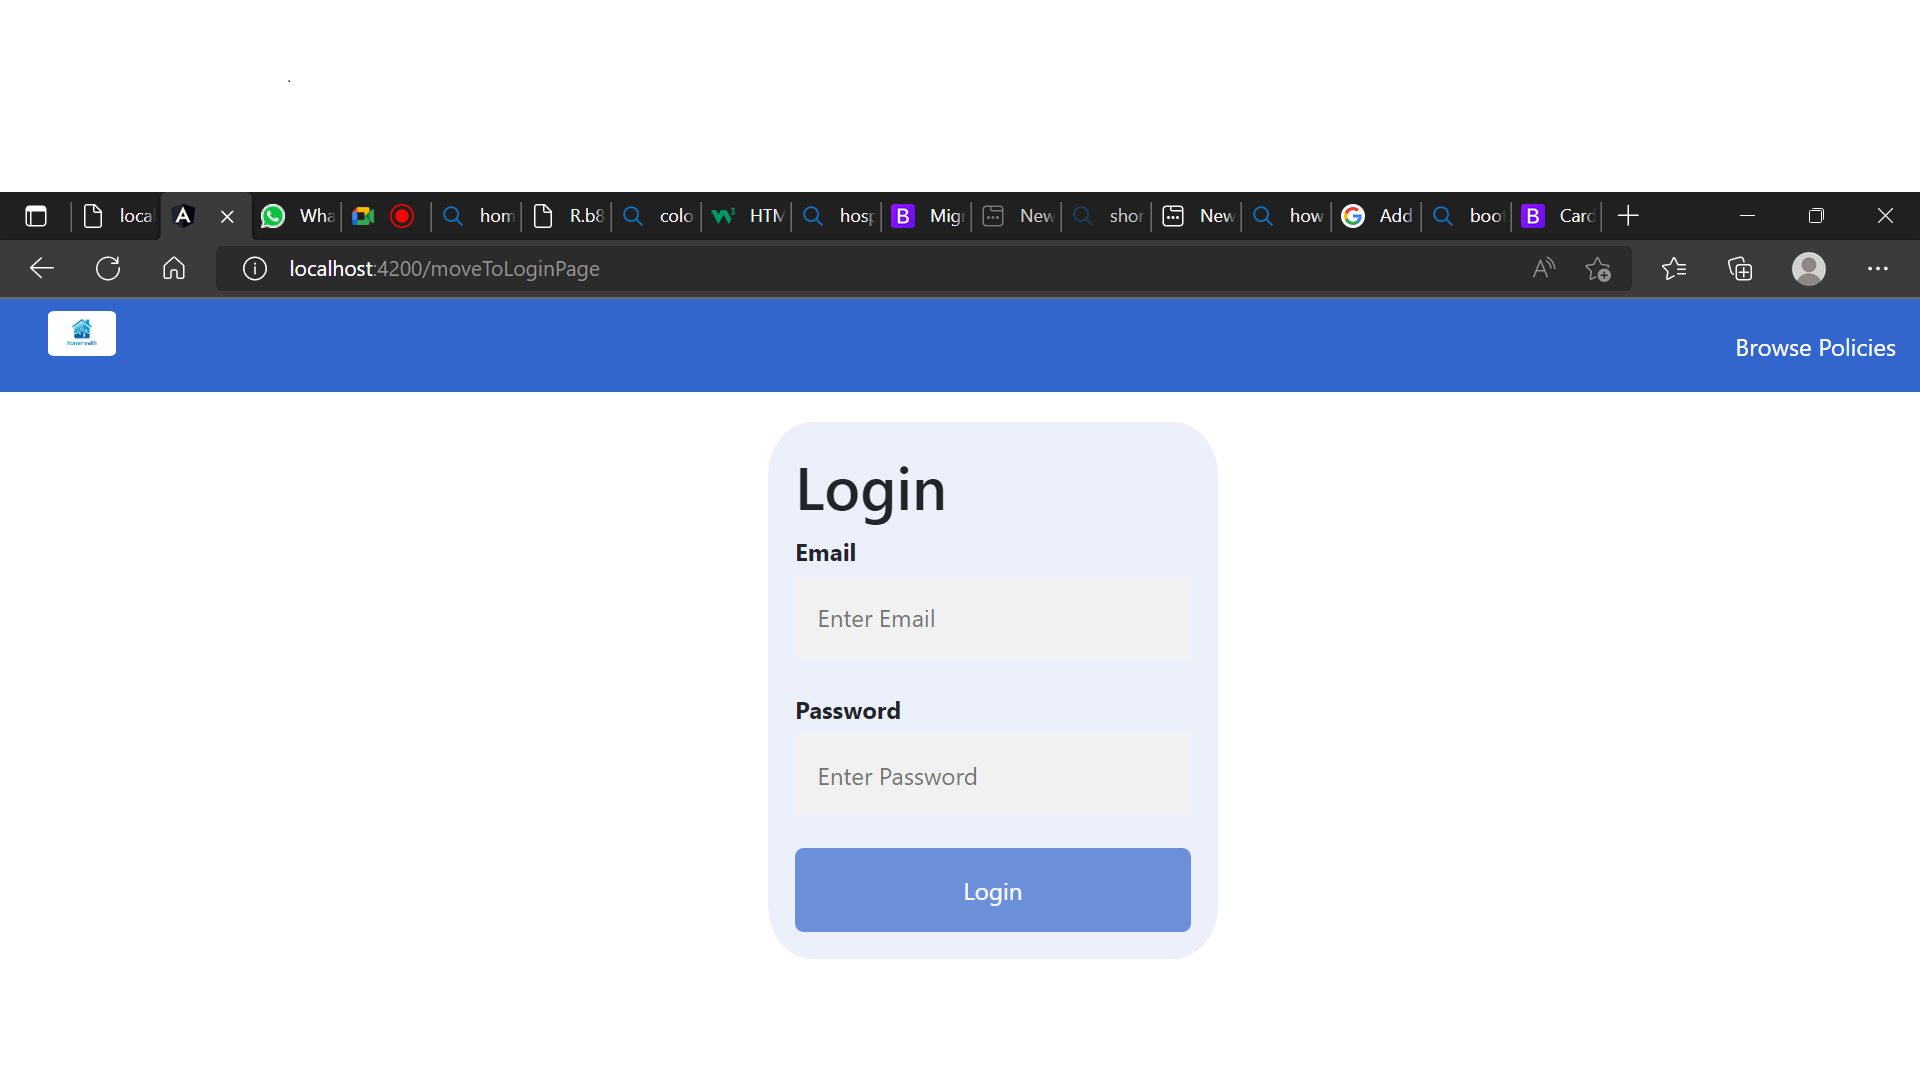 .
loca Wha hom R.b8 colo HTM hosp Mig New shor New how Add boo Card
localhost:4200/moveToLoginPage
HomeHealth
Browse Policies
Login
Email
Enter Email
Password
Enter Password
Login